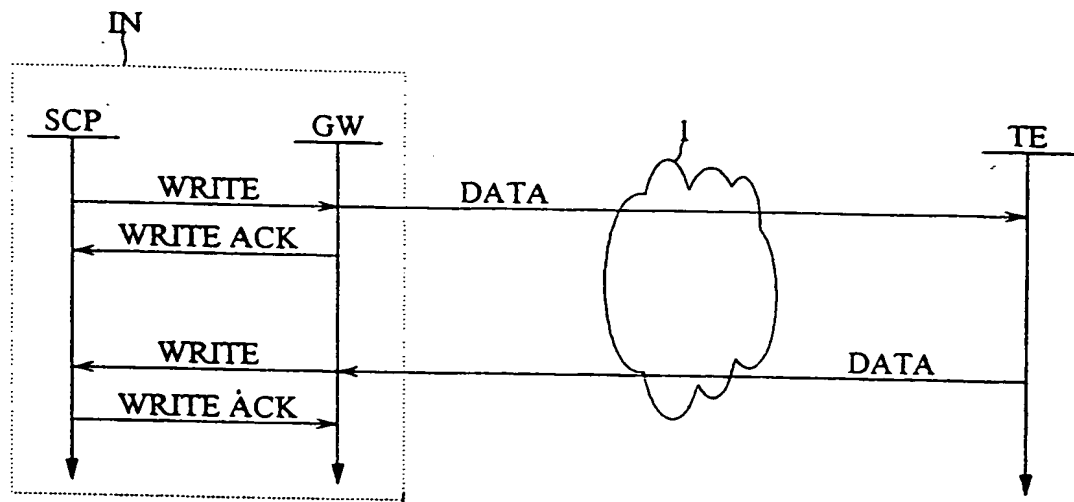 IN
SCP
GW
1
TE
WRITE
DATA
WRITE ACK
WRITE
DATA
WRITE ACK